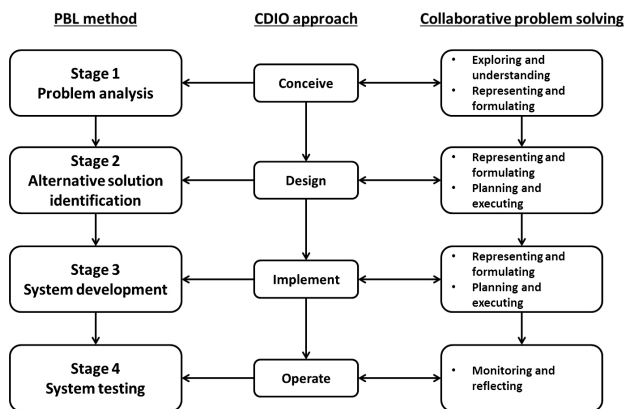 PBL method
CDIO approach
Collaborative problem solving
Stage 1
Problem analysis
Conceive
• Exploring and
understanding
• Representing and
formulating
Stage 2
Alternative solution
identification
Design
• Representing and
formulating
• Planning and
executing
Stage 3
System development
Implement
• Representing and
formulating
• Planning and
executing
Stage 4
System testing
Operate
• Monitoring and
reflecting